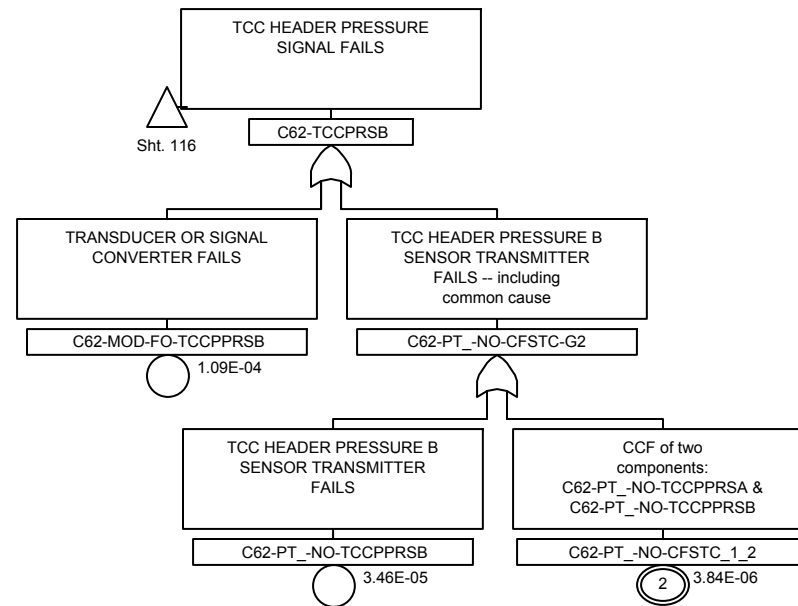 TCC HEADER PRESSURE
SIGNAL FAILS
Sht. 116
C62-TCCPRSB
TRANSDUCER OR SIGNAL
CONVERTER FAILS
TCC HEADER PRESSURE B
SENSOR TRANSMITTER
FAILS -- including
common cause
C62-MOD-FO-TCCPPRSB
C62-PT_-NO-CFSTC-G2
1.09E-04
TCC HEADER PRESSURE B
SENSOR TRANSMITTER
FAILS
CCF of two
components:
C62-PT_-NO-TCCPPRSA &
C62-PT_-NO-TCCPPRSB
C62-PT_-NO-TCCPPRSB
C62-PT_-NO-CFSTC_1_2
3.46E-05
2
3.84E-06